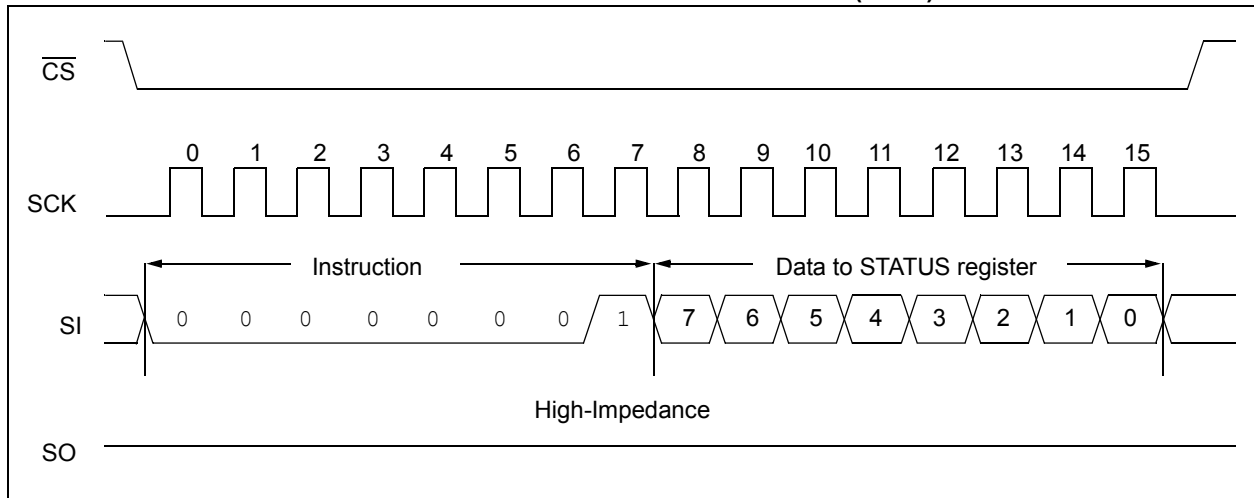 CS
0 1 2 3 4 5 6 7 8 9 10 11 12 13 14 15
SCK
Instruction Data to STATUS register
SI 0 0 0 0 0 0 0 1 7 6 5 4 3 2 1 0
High-Impedance
SO